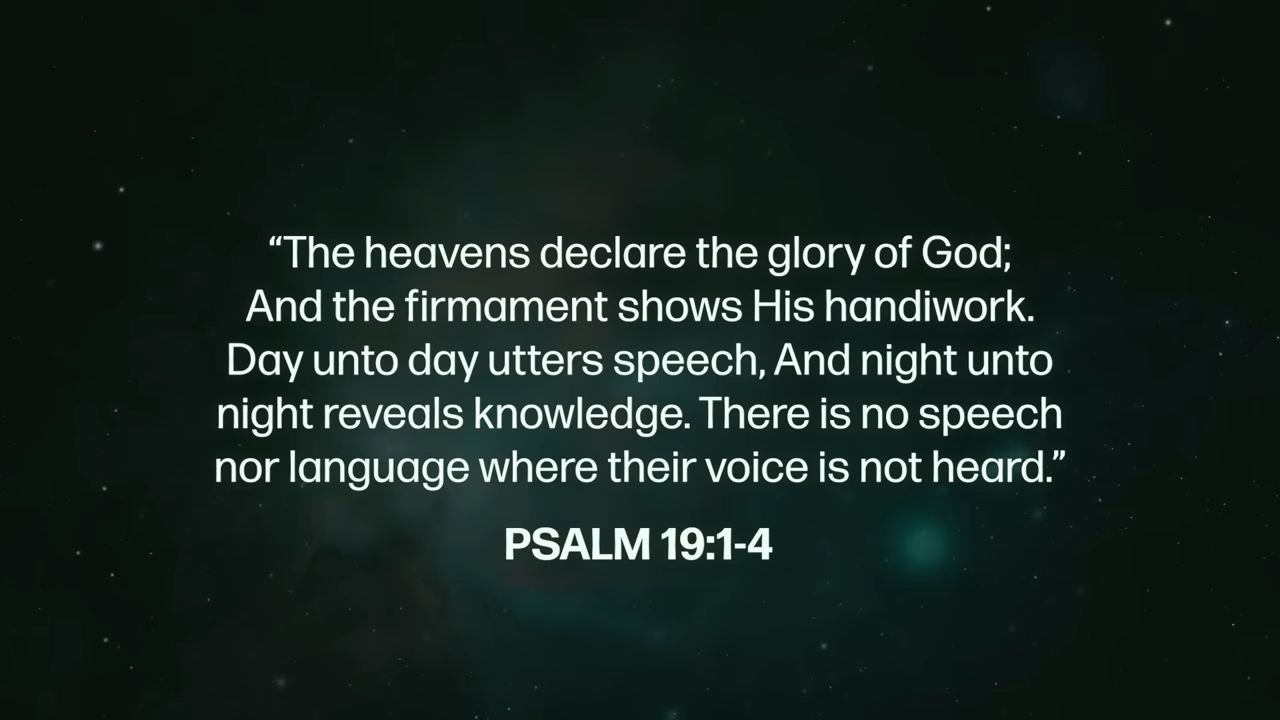 “The heavens declare the glory of God;
And the firmament shows His handiwork.
Day unto day utters speech, And night unto
night reveals knowledge. There is no speech
nor language where their voice is not heard.”
PSALM 19:1-4